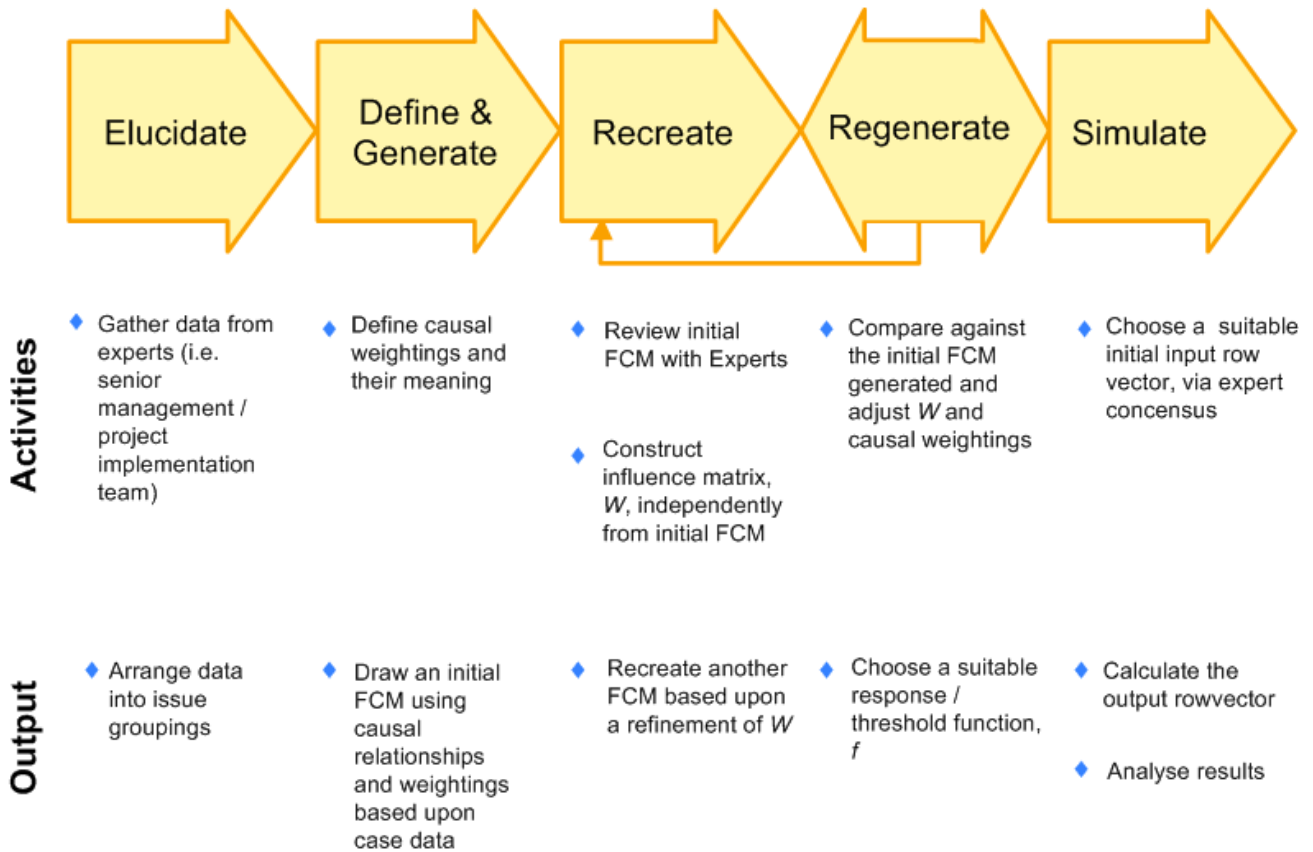 Elucidate
Define &
Generate
Recreate
Regenerate
Simulate
Activities
Gather data from
experts (i.e.
senior
management /
project
implementation
team)
Define causal
weightings and
their meaning
Review initial
FCM with Experts
Construct
influence matrix,
W, independently
from initial FCM
Compare against
the initial FCM
generated and
adjust W and
causal weightings
Choose a suitable
initial input row
vector, via expert
concensus
Output
Arrange data
into issue
groupings
Draw an initial
FCM using
causal
relationships
and weightings
based upon
case data
Recreate another
FCM based upon
a refinement of W
Choose a suitable
response /
threshold function,
f
Calculate the
output rowvector
Analyse results